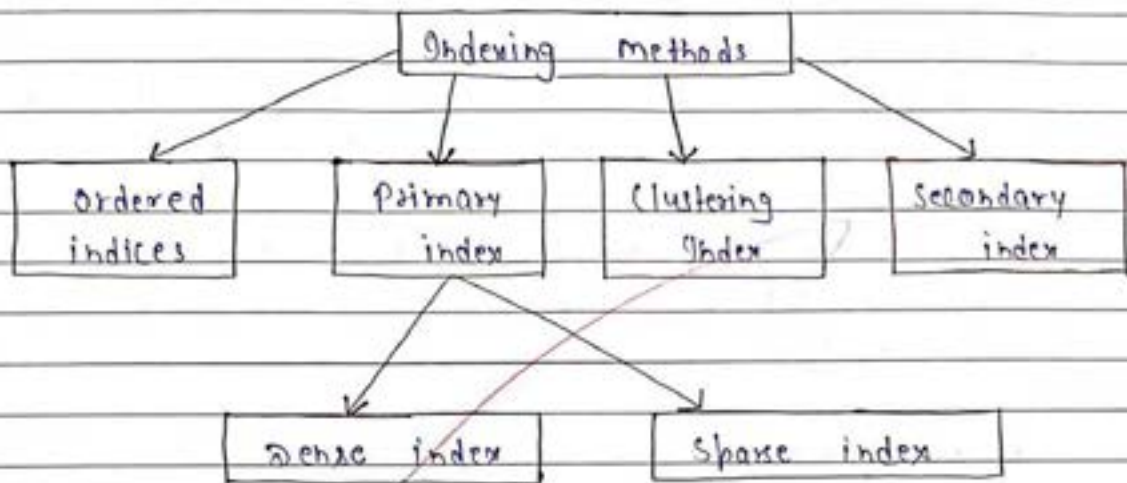 Indexing methods
ordered indices
Primary index
Clustering Index
Secondary index
Dense index
Sparse index